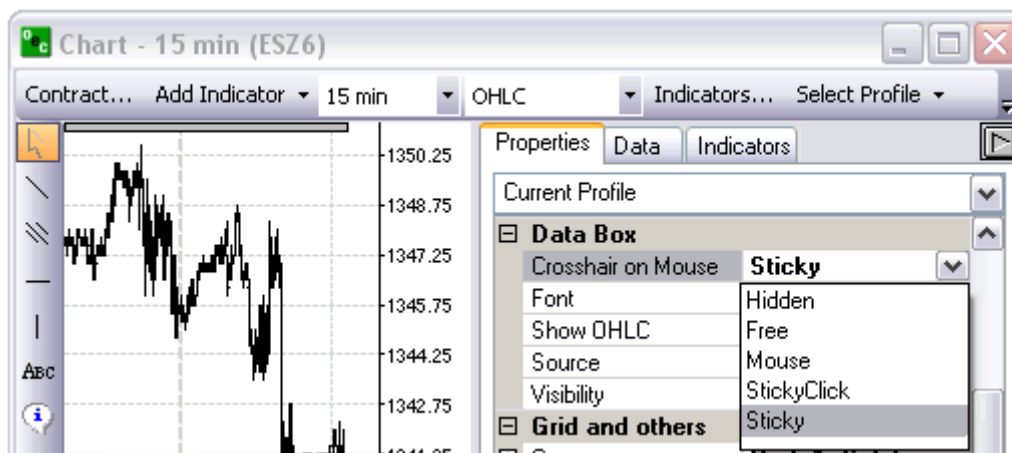 Oec Chart - 15 min (ESZ6)
Contract... Add Indicator 15 min OHLC Indicators... Select Profile
Properties Data Indicators
1350.25
Current Profile
1348.75
Data Box
1347.25
Crosshair on Mouse Sticky
Font
Hidden
1345.75
Show OHLC
Free
1344.25
Source
Mouse
ABC
Visibility
StickyClick
1342.75
Grid and others
Sticky